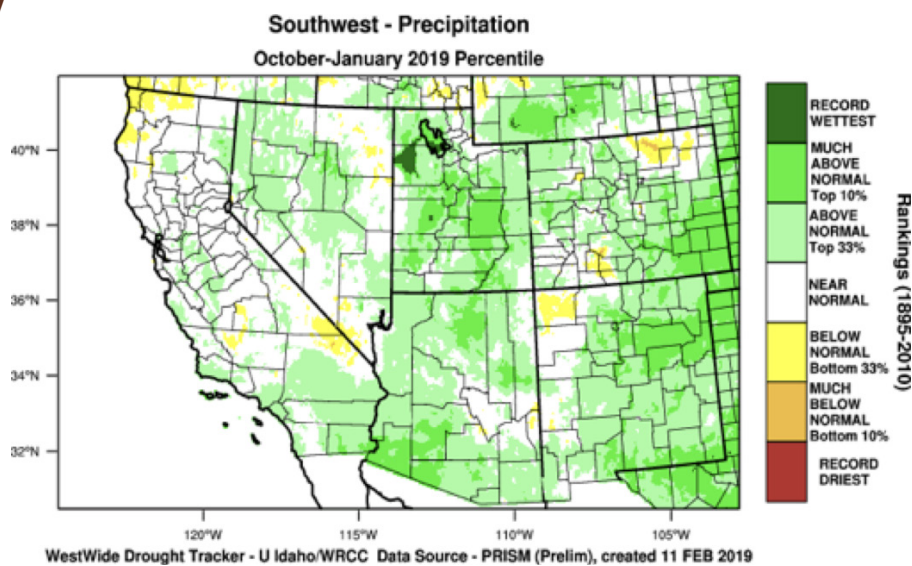 Southwest - Precipitation
October-January 2019 Percentile
40°N
38°N
36°N
34°N
32°N
120°W
115°W
110°W
105°W
RECORD
WETTEST
MUCH
ABOVE
NORMAL
Top 10%
ABOVE
NORMAL
Top 33%
NEAR
NORMAL
BELOW
NORMAL
Bottom 33%
MUCH
BELOW
NORMAL
Bottom 10%
RECORD
DRIEST
Rankings (1895-2010)
WestWide Drought Tracker - U Idaho/WRCC Data Source - PRISM (Prelim), created 11 FEB 2019